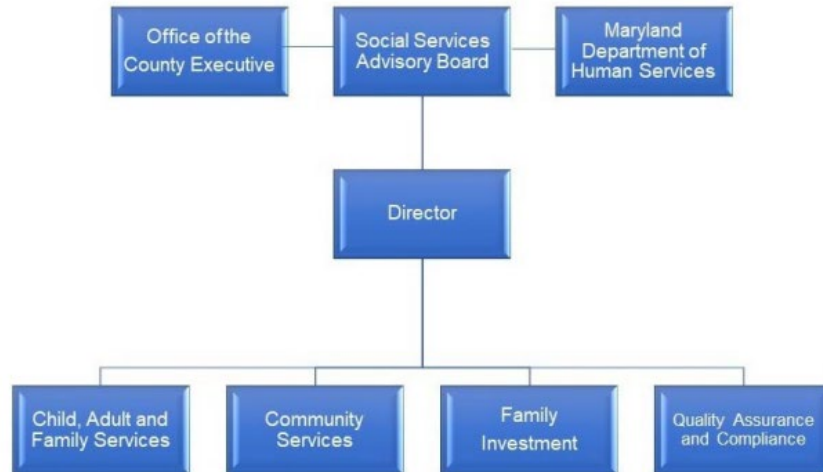 Office of the
County Executive
Social Services
Advisory Board
Maryland
Department of
Human Services
Director
Child, Adult and
Family Services
Community
Services
Family
Investment
Quality Assurance
and Compliance